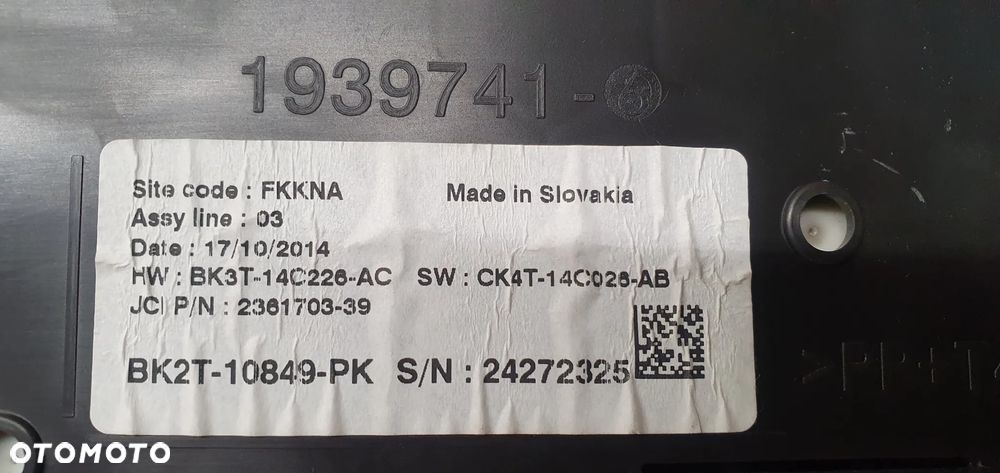 1939741-
Site code : FKKNA Made in Slovakia
Assy line : 03
Date : 17/10/2014
HW : BK3T-14C226-AC SW : CK4T-14C026-AB
JCI P/N : 2361703-39
BK2T-10849-PK S/N : 24272325
OTOMOTO